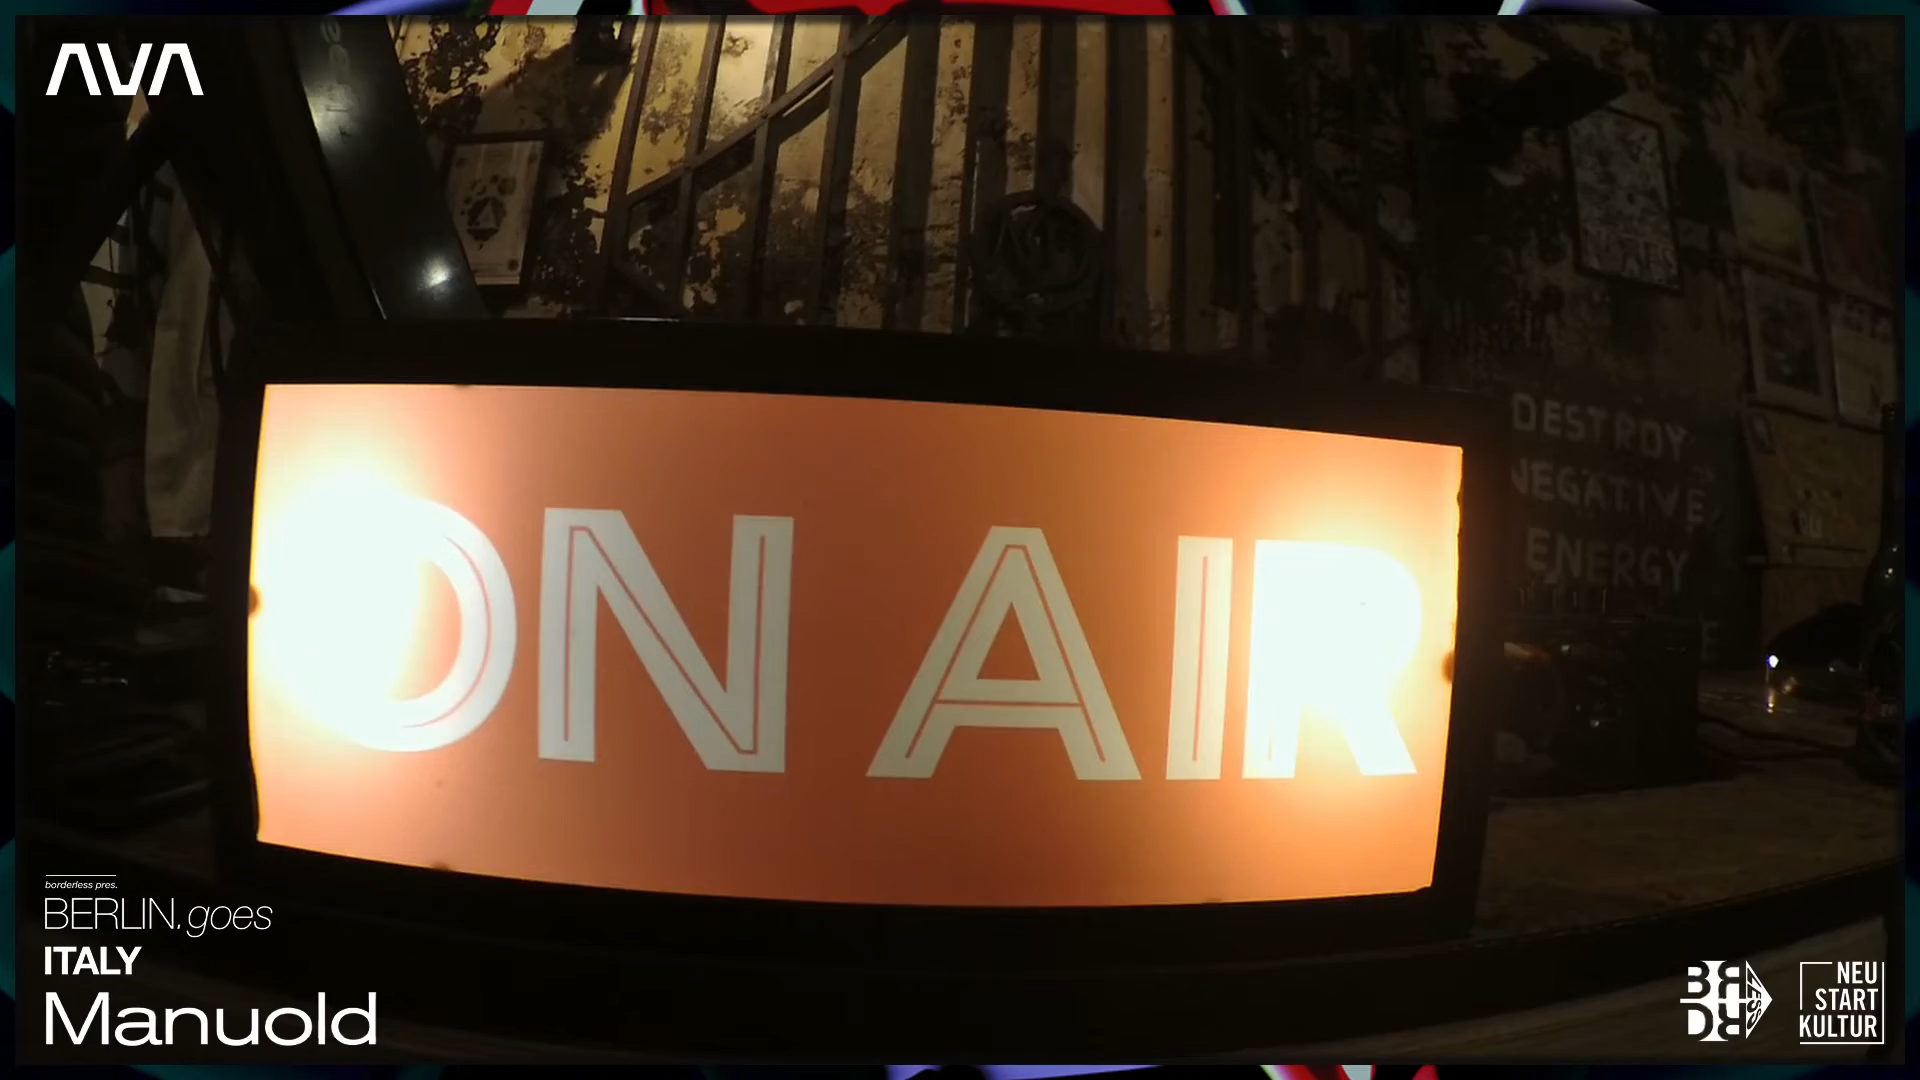 AVA
ON AIR
DESTROY
NEGATIVE
ENERGY
borderless pres.
BERLIN. goes
ITALY
Manuold
NEU
START
KULTUR